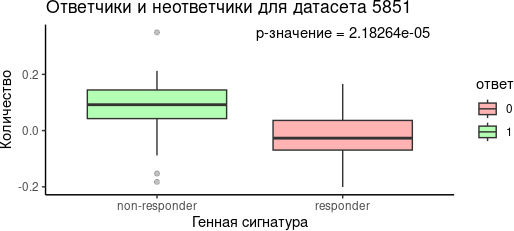 Ответчики и неответчики для датасета 5851
p-значение = 2.18264e-05
Количество
0.2
0.0
-0.2
non-responder
responder
Генная сигнатура
ответ
0
1